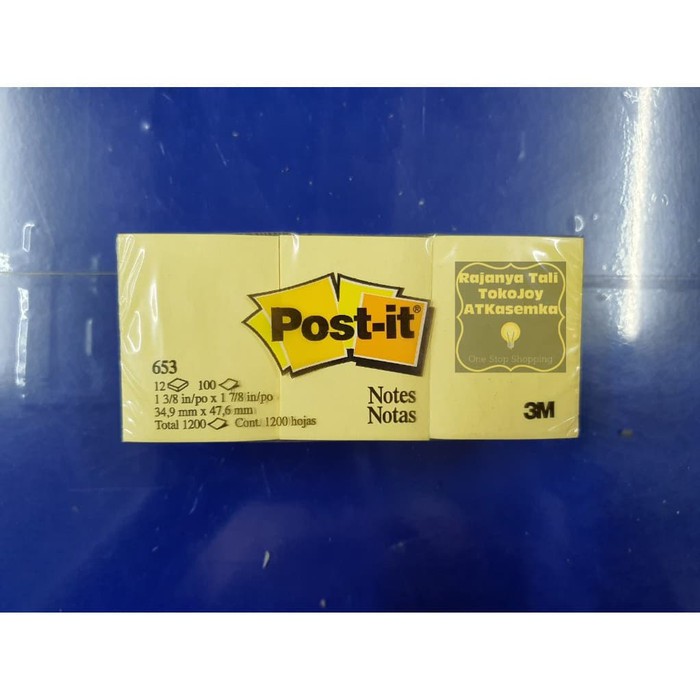 Rajanya Tali
TokoJoy
ATKasemka
One Stop Shopping
Post-it®
653
12 100
1 3/8 in/po x 1 7/8 in/po
34,9 mm x 47,6 mm
Total 1200 Cont. 1200 hojas
Notes
Notas
3M